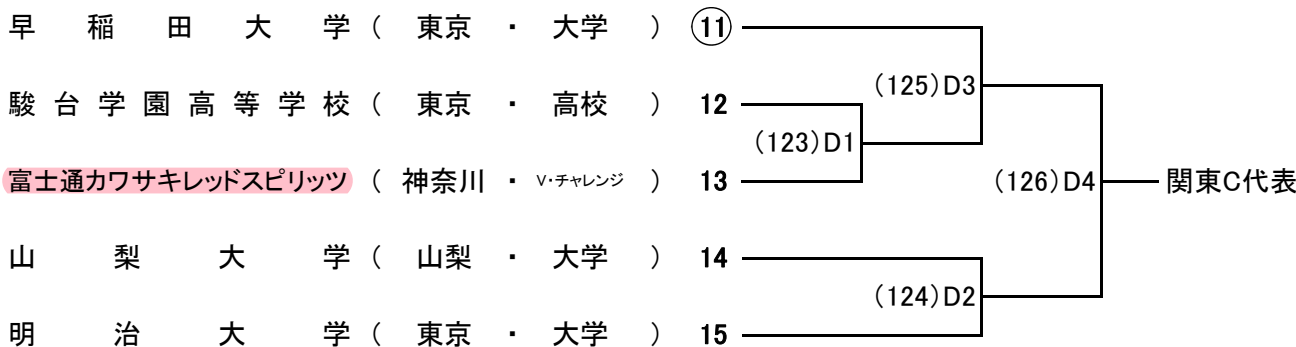 早稲田大学（東京・大学）⑪
(125)D3
駿台学園高等学校（東京・高校）12
(123)D1
富士通カワサキレッドスピリッツ（神奈川・V・チャレンジ）13
(126)D4
関東C代表
山梨大学（山梨・大学）14
(124)D2
明治大学（東京・大学）15